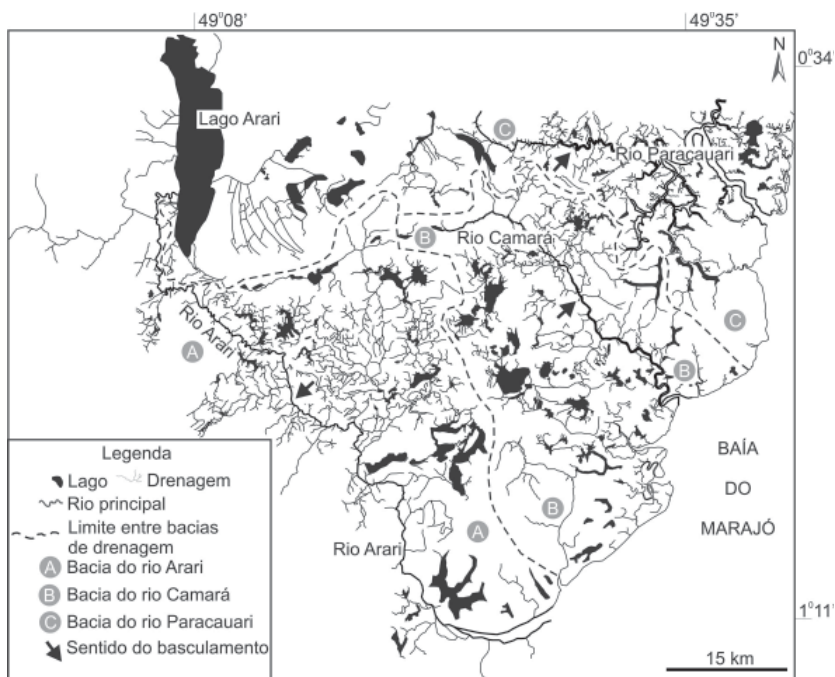 49°08'
49°35'
N
0°34'
Lago Arari
C
Rio Paracauari
B
Rio Camará
Rio Arari
A
C
B
Legenda
Lago
Drenagem
Rio principal
Limite entre bacias
de drenagem
A Bacia do rio Arari
B Bacia do rio Camará
C Bacia do rio Paracauari
Sentido do basculamento
BAÍA
DO
MARAJÓ
B
A
Rio Arari
1°11'
15 km